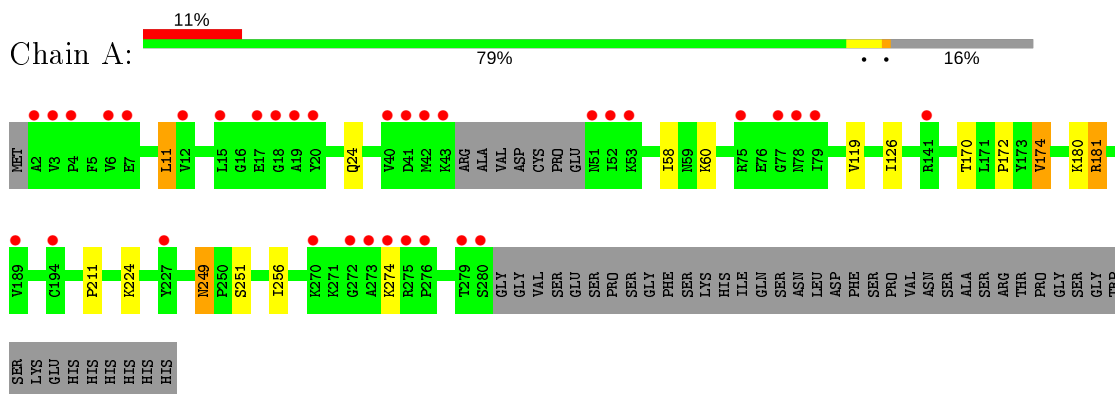 11%
Chain A:
79% • • 16%
MET A2 V3 P4 F5 V6 E7 L11 V12 L15 G16 E17 G18 A19 Y20 Q24 V40 D41 M42 K43 ARG ALA VAL ASP CYS PRO GLU N51 I52 K53 I58 N59 K60 R75 E76 G77 N78 I79 V119 I126 R141 T170 L171 P172 Y173 V174 K180 R181
V189 C194 Y227 P211 K224 N249 P250 S251 I256 K270 K271 G272 A273 K274 R275 P276 T279 S280 GLY GLY VAL SER GLU SER PRO SER GLY PHE SER LYS HIS ILE GLN SER ASN LEU ASP ASP PHE SER PRO VAL ASN SER ALA SER ARG THR PRO GLY SER GLY TRP
SER LYS GLU HIS HIS HIS HIS HIS HIS